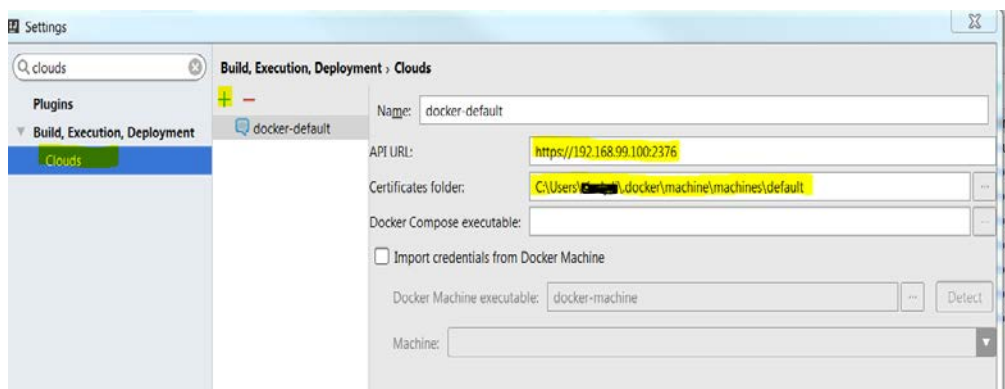 Settings
clouds
Build, Execution, Deployment › Clouds
Plugins
Build, Execution, Deployment
Clouds
docker-default
Name: docker-default
API URL: https://192.168.99.100:2376
Certificates folder: C:\Users\ \.docker\machine\machines\default
Docker Compose executable:
Import credentials from Docker Machine
Docker Machine executable: docker-machine
Detect
Machine: